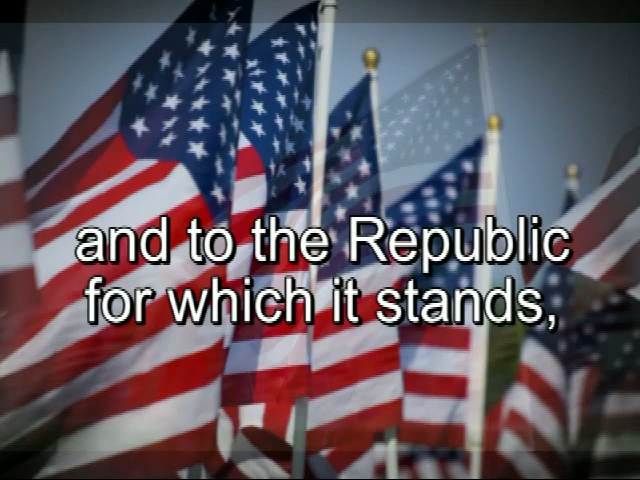 and to the Republic
for which it stands,